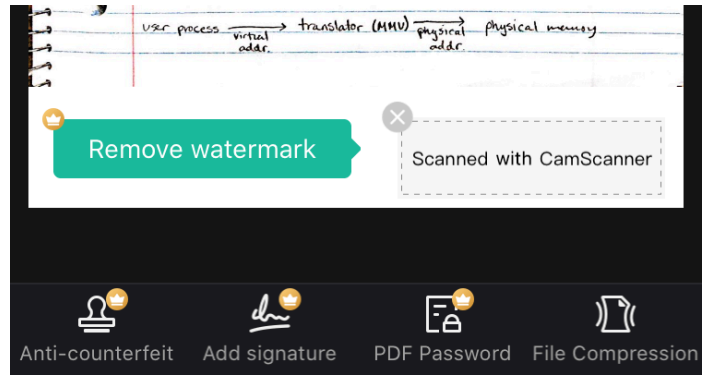 user process virtual addr. → translator (MMU) physical addr. → physical memory
Remove watermark
Scanned with CamScanner
Anti-counterfeit
Add signature
PDF Password
File Compression